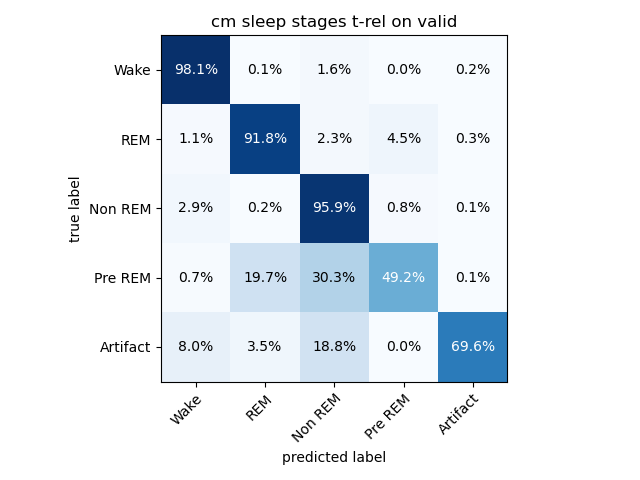 cm sleep stages t-rel on valid
true label
Wake 98.1% 0.1% 1.6% 0.0% 0.2%
REM 1.1% 91.8% 2.3% 4.5% 0.3%
Non REM 2.9% 0.2% 95.9% 0.8% 0.1%
Pre REM 0.7% 19.7% 30.3% 49.2% 0.1%
Artifact 8.0% 3.5% 18.8% 0.0% 69.6%
Wake REM Non REM Pre REM Artifact
predicted label